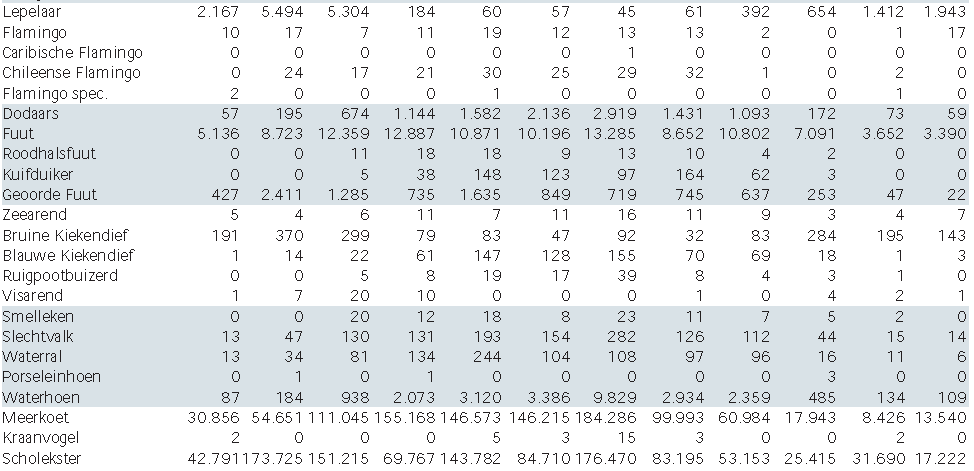 Lepelaar 2.167 5.494 5.304 184 60 57 45 61 392 654 1.412 1.943
Flamingo 10 17 7 11 19 12 13 13 2 0 1 17
Caribische Flamingo 0 0 0 0 0 0 1 0 0 0 0 0
Chileense Flamingo 0 24 17 21 30 25 29 32 1 0 2 0
Flamingo spec. 2 0 0 0 1 0 0 0 0 0 1 0
Dodaars 57 195 674 1.144 1.582 2.136 2.919 1.431 1.093 172 73 59
Fuut 5.136 8.723 12.359 12.887 10.871 10.196 13.285 8.652 10.802 7.091 3.652 3.390
Roodhalsfuut 0 0 11 18 18 9 13 10 4 2 0 0
Kuifduiker 0 0 5 38 148 123 97 164 62 3 0 0
Geoorde Fuut 427 2.411 1.285 735 1.635 849 719 745 637 253 47 22
Zeearend 5 4 6 11 7 11 16 11 9 3 4 7
Bruine Kiekendief 191 370 299 79 83 47 92 32 83 284 195 143
Blauwe Kiekendief 1 14 22 61 147 128 155 70 69 18 1 3
Ruigpootbuizerd 0 0 5 8 19 17 39 8 4 3 1 0
Visarend 1 7 20 10 0 0 0 1 0 4 2 1
Smelleken 0 0 20 12 18 8 23 11 7 5 2 0
Slechtvalk 13 47 130 131 193 154 282 126 112 44 15 14
Waterral 13 34 81 134 244 104 108 97 96 16 11 6
Porseleinhoen 0 1 0 1 0 0 0 0 0 3 0 0
Waterhoen 87 184 938 2.073 3.120 3.386 9.829 2.934 2.359 485 134 109
Meerkoet 30.856 54.651 111.045 155.168 146.573 146.215 184.286 99.993 60.984 17.943 8.426 13.540
Kraanvogel 2 0 0 0 5 3 15 3 0 0 2 0
Scholekster 42.791 173.725 151.215 69.767 143.782 84.710 176.470 83.195 53.153 25.415 31.690 17.222